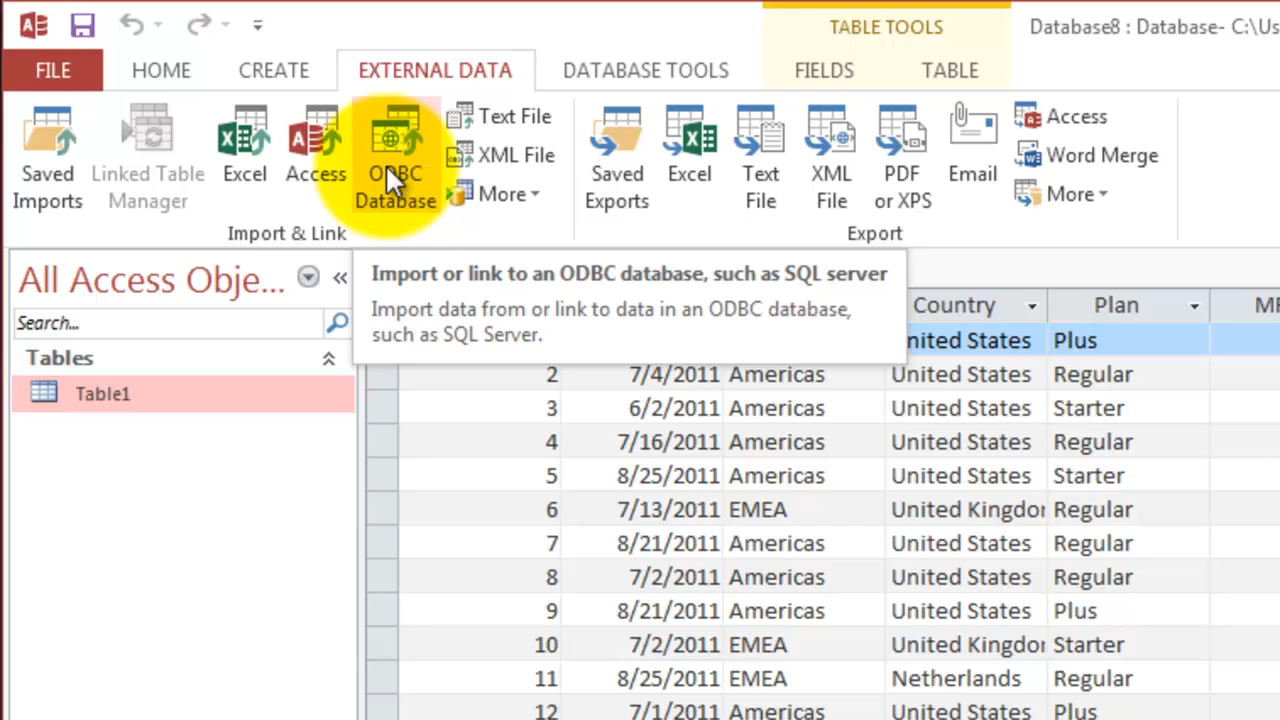 TABLE TOOLS
Database8 : Database- C:\Us
FILE HOME CREATE EXTERNAL DATA DATABASE TOOLS FIELDS TABLE
Saved Imports
Linked Table Manager
Excel
Access
ODBC Database
Text File
XML File
More
Import & Link
Saved Exports
Excel
Text File
XML File
PDF or XPS
Email
Access
Word Merge
More
Export
All Access Obje...
Search...
Tables
Table1
Import or link to an ODBC database, such as SQL server
Import data from or link to data in an ODBC database,
such as SQL Server.
Country Plan
nited States Plus
2 7/4/2011 Americas United States Regular
3 6/2/2011 Americas United States Starter
4 7/16/2011 Americas United States Regular
5 8/25/2011 Americas United States Starter
6 7/13/2011 EMEA United Kingdor Regular
7 8/21/2011 Americas United States Regular
8 7/2/2011 Americas United States Regular
9 8/21/2011 Americas United States Plus
10 7/2/2011 EMEA United Kingdor Starter
11 8/25/2011 EMEA Netherlands Regular
12 7/1/2011 Americas United States Plus